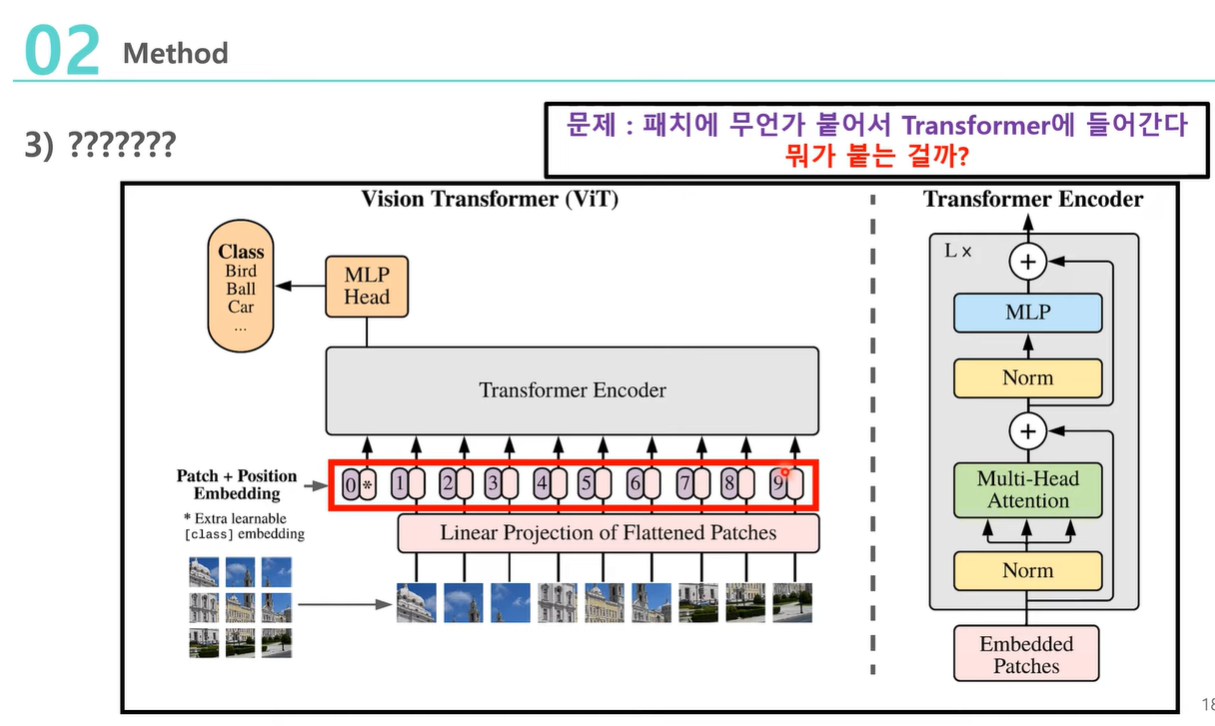 02 Method
3) ???????
문제 : 패치에 무언가 붙어서 Transformer에 들어간다
뭐가 붙는 걸까?
Vision Transformer (ViT)
Class
Bird
Ball
Car
...
MLP
Head
Transformer Encoder
Patch + Position
Embedding
* Extra learnable
[class] embedding
0 * 1 2 3 4 5 6 7 8 9
Linear Projection of Flattened Patches
Transformer Encoder
L x
+
MLP
Norm
+
Multi-Head
Attention
Norm
Embedded
Patches